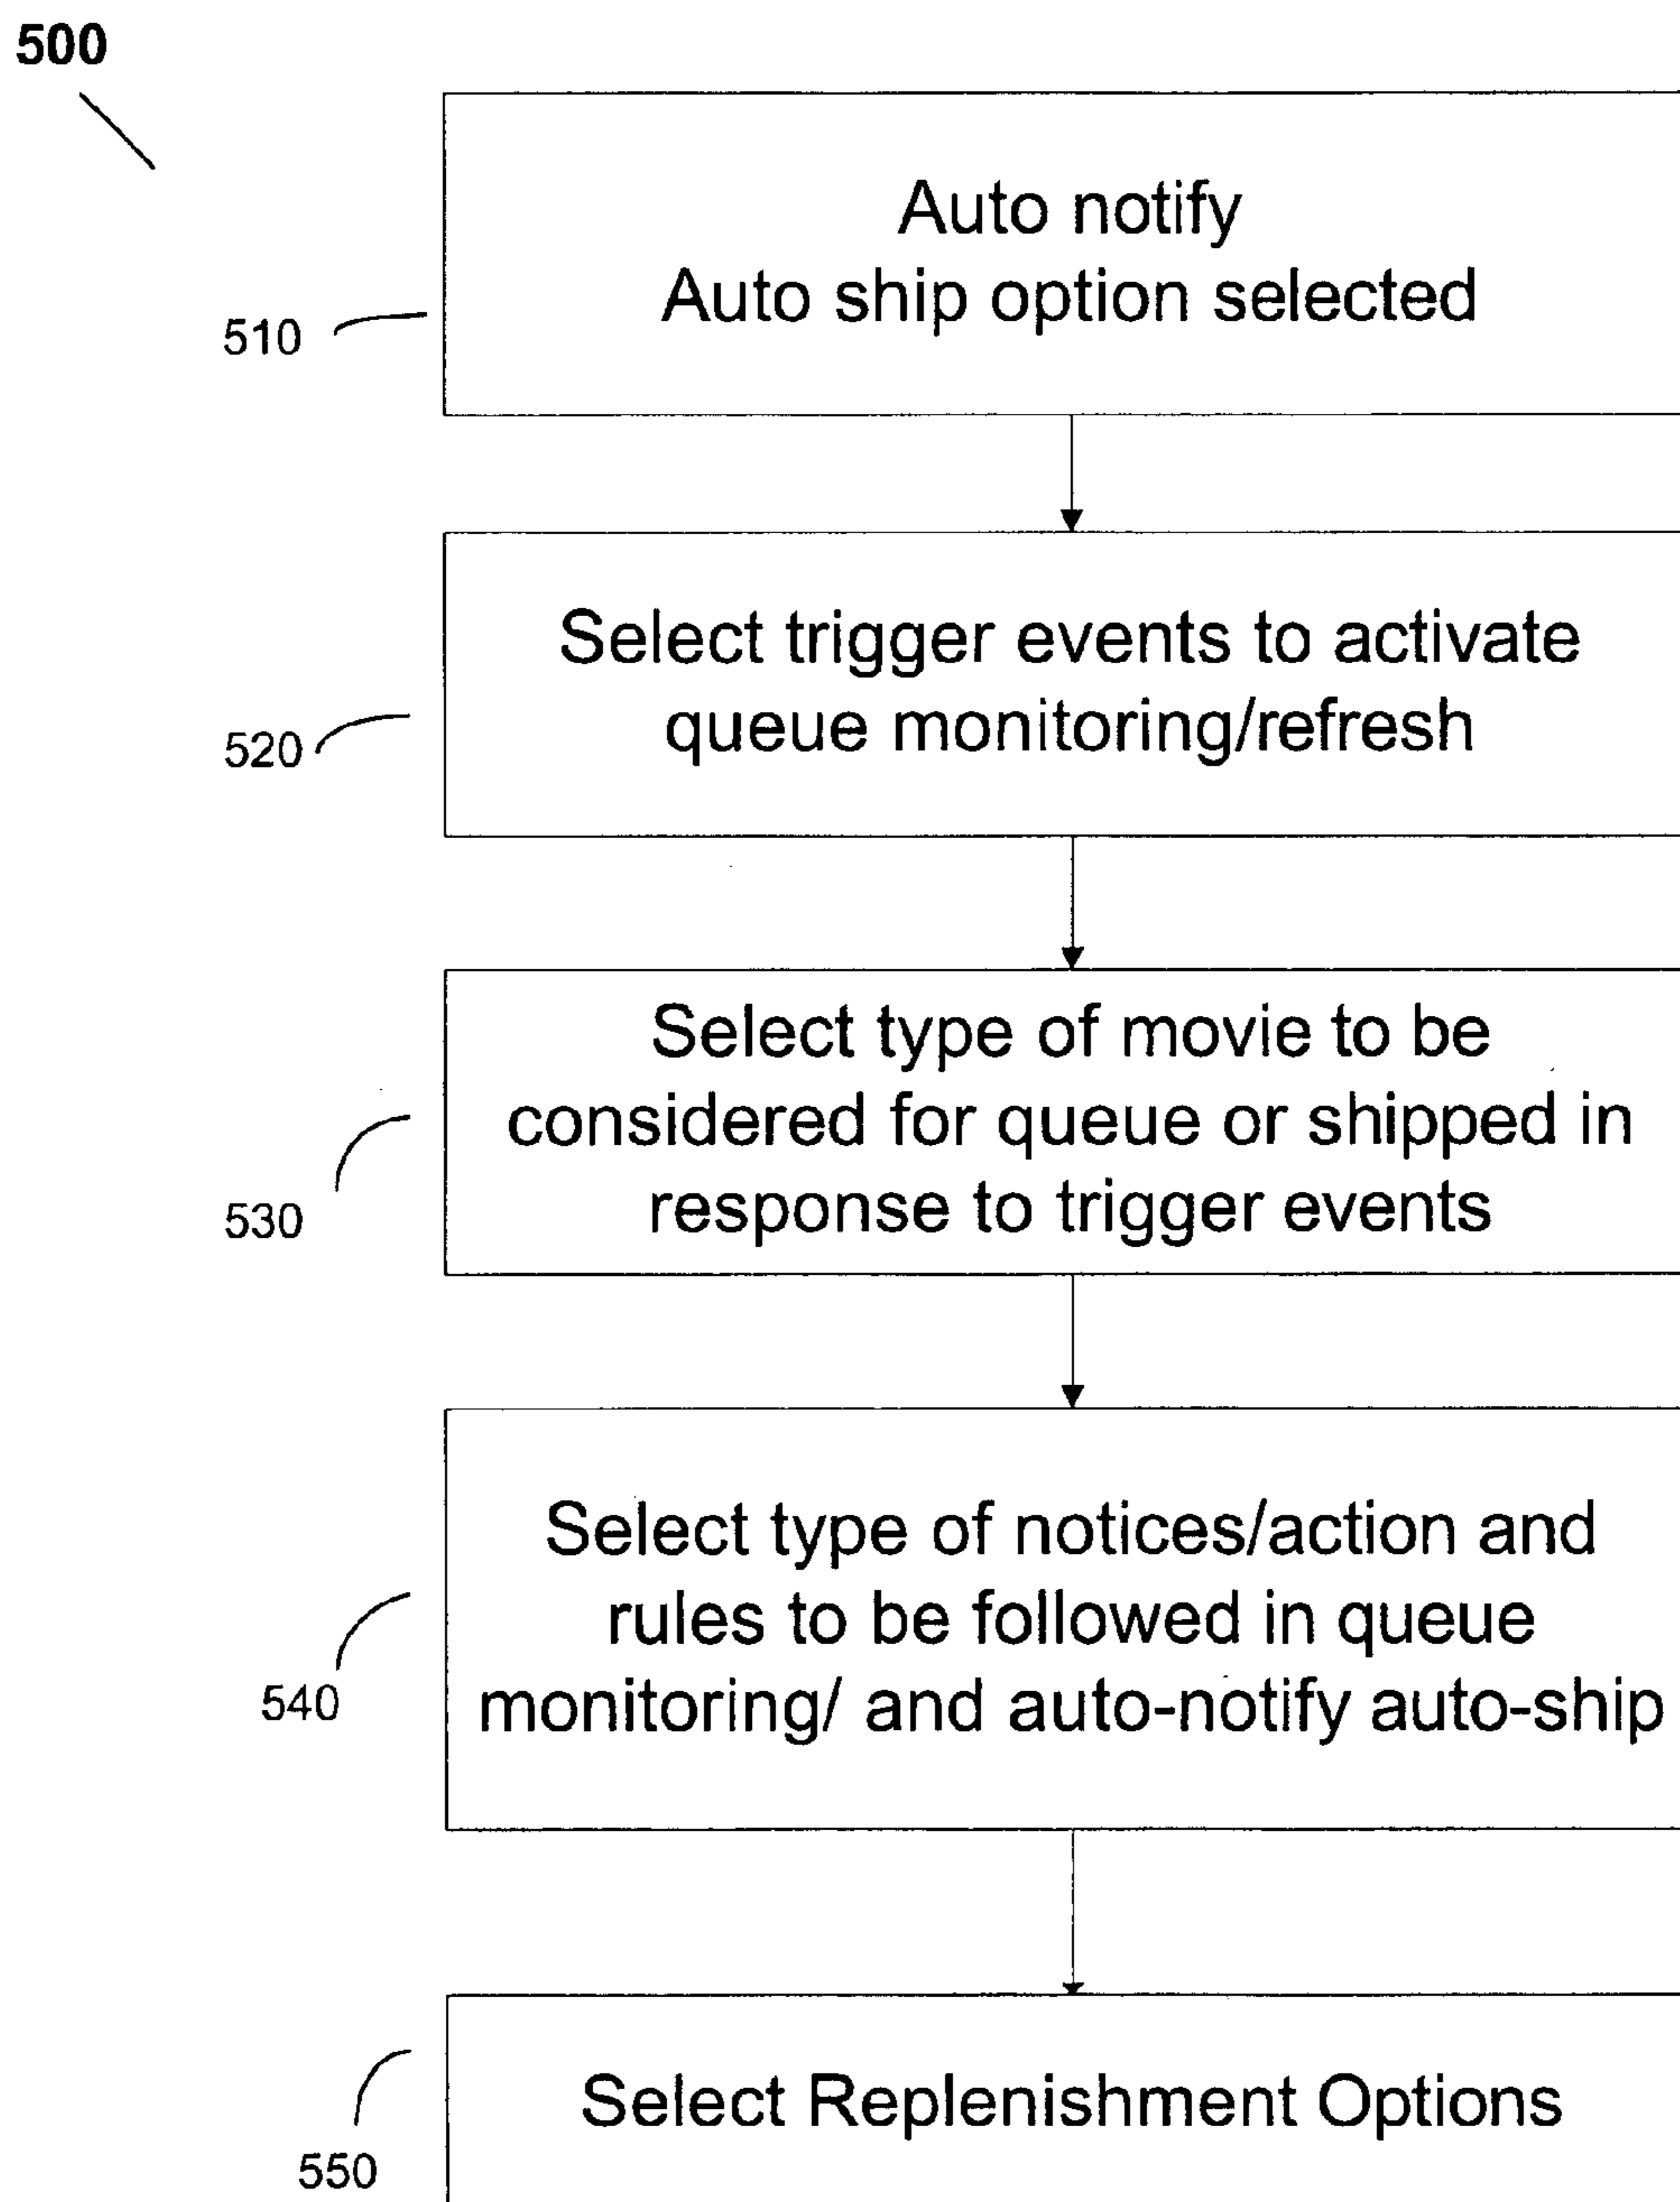 500
Auto notify
Auto ship option selected
510
Select trigger events to activate
queue monitoring/refresh
520
Select type of movie to be
considered for queue or shipped in
response to trigger events
530
Select type of notices/action and
rules to be followed in queue
monitoring/ and auto-notify auto-ship
540
Select Replenishment Options
550